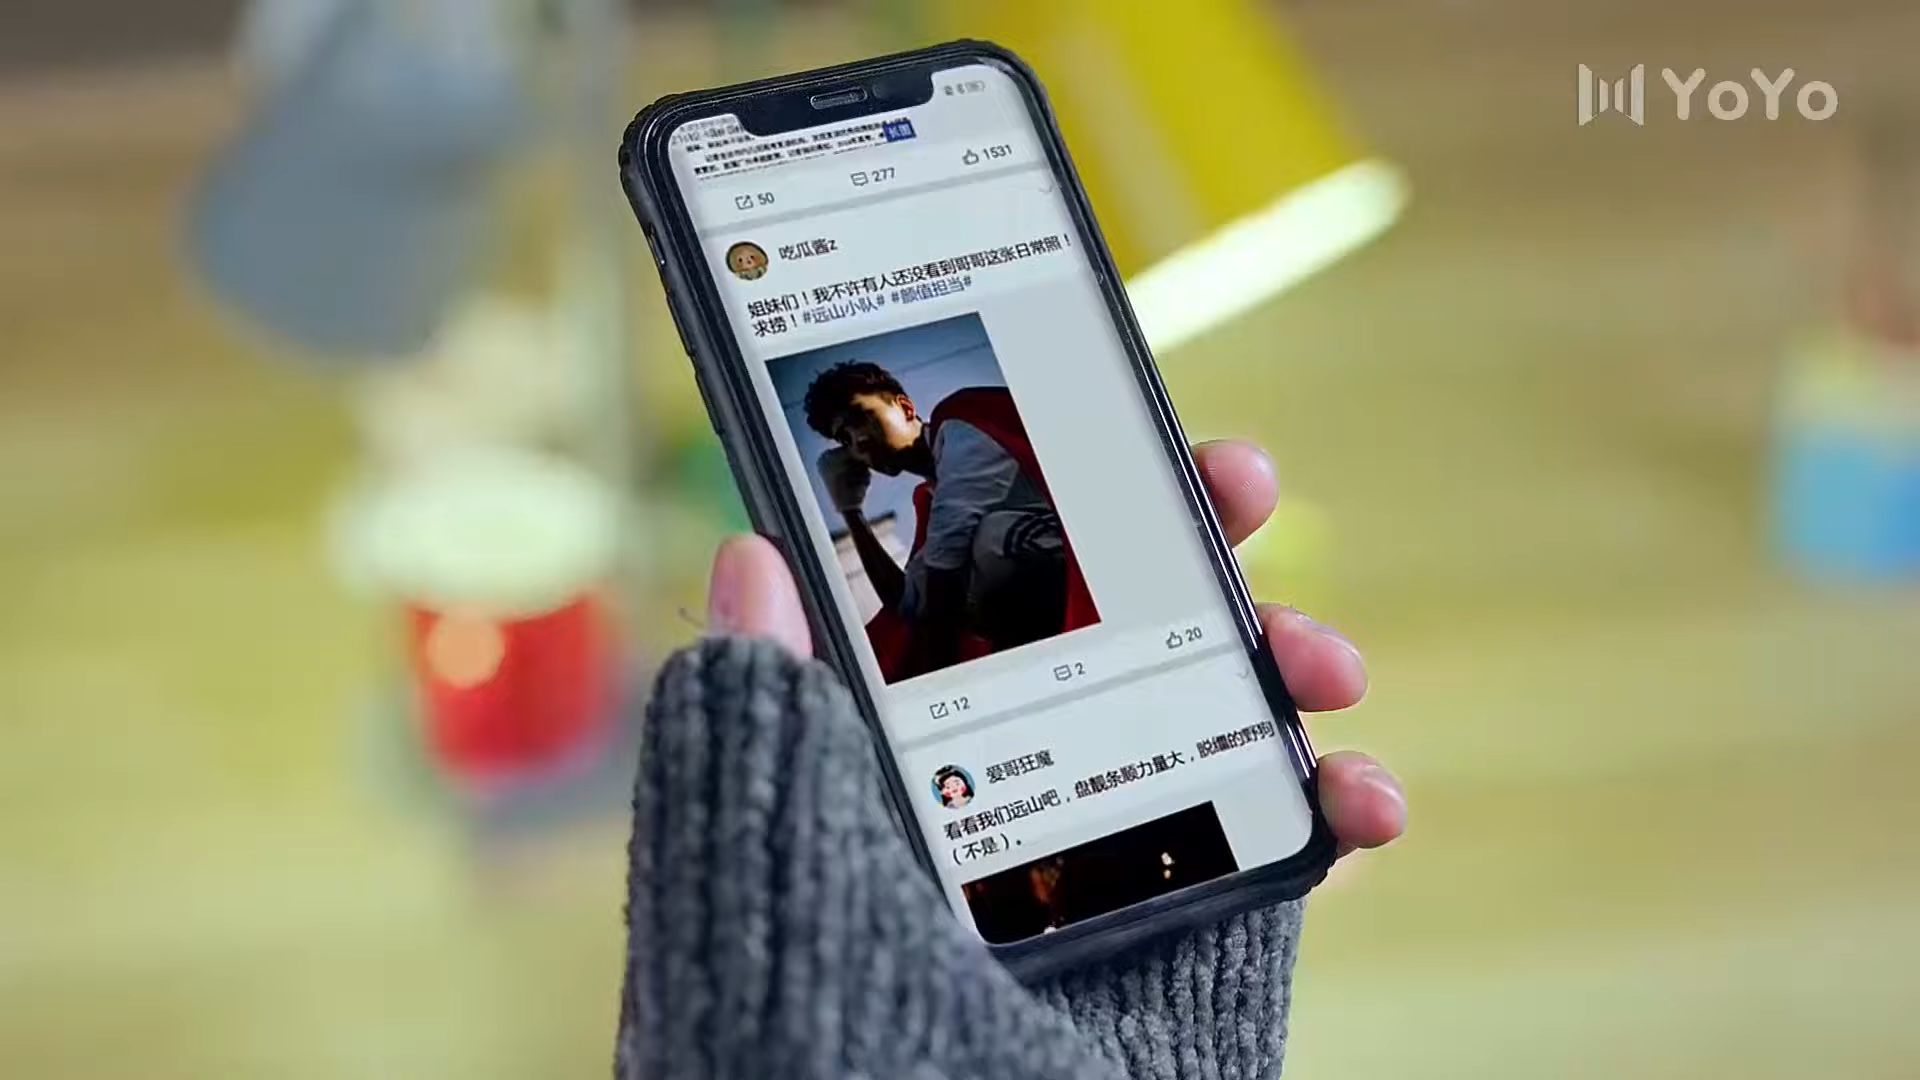 YoYo
长图
50
277
1531
吃瓜酱z
姐妹们！我不许有人还没看到哥哥这张日常照！
求捞！#远山小队# #颜值担当#
12
2
20
爱哥狂魔
看看我们远山吧，盘靓条顺力量大，脱缰的野狗
（不是）。